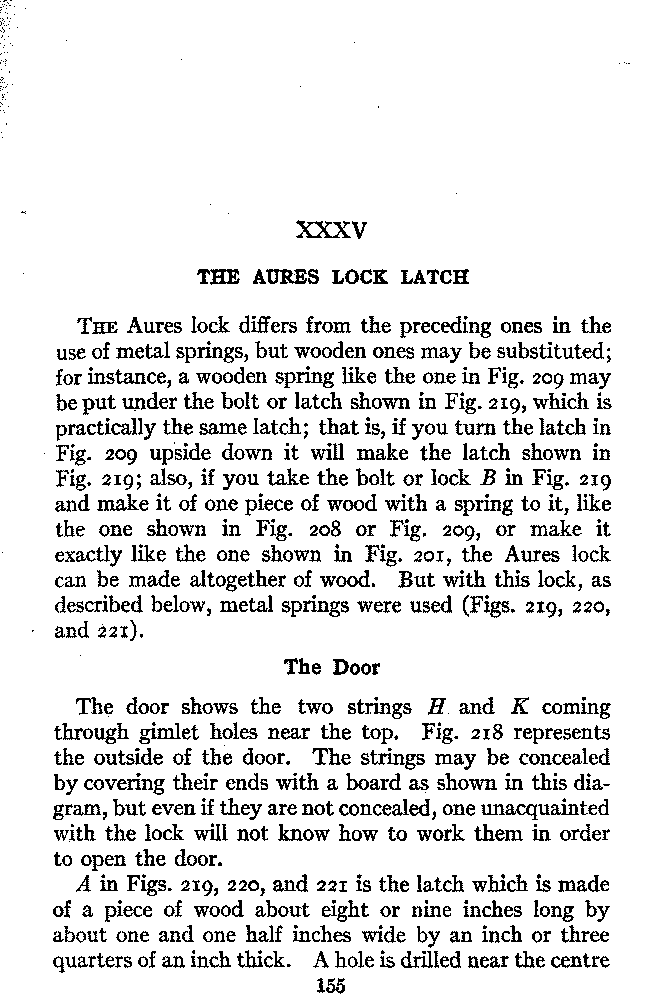 XXXV
THE AURES LOCK LATCH
THE Aures lock differs from the preceding ones in the
use of metal springs, but wooden ones may be substituted;
for instance, a wooden spring like the one in Fig. 209 may
be put under the bolt or latch shown in Fig. 219, which is
practically the same latch; that is, if you turn the latch in
Fig. 209 upside down it will make the latch shown in
Fig. 219; also, if you take the bolt or lock B in Fig. 219
and make it of one piece of wood with a spring to it, like
the one shown in Fig. 208 or Fig. 209, or make it
exactly like the one shown in Fig. 201, the Aures lock
can be made altogether of wood. But with this lock, as
described below, metal springs were used (Figs. 219, 220,
and 221).
The Door
The door shows the two strings H and K coming
through gimlet holes near the top. Fig. 218 represents
the outside of the door. The strings may be concealed
by covering their ends with a board as shown in this dia-
gram, but even if they are not concealed, one unacquainted
with the lock will not know how to work them in order
to open the door.
A in Figs. 219, 220, and 221 is the latch which is made
of a piece of wood about eight or nine inches long by
about one and one half inches wide by an inch or three
quarters of an inch thick. A hole is drilled near the centre
155